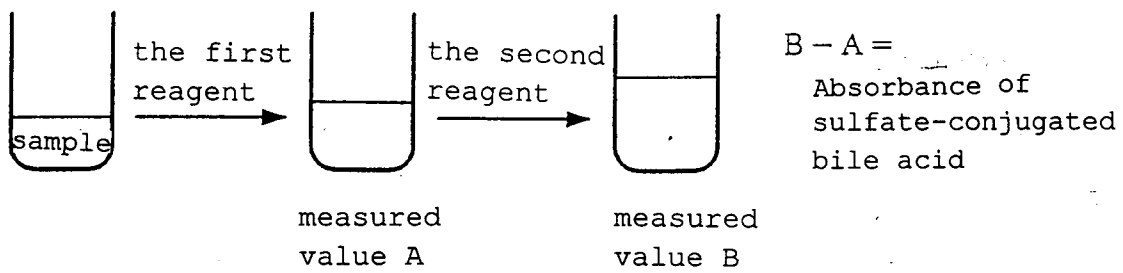 sample
the first
reagent
measured
value A
the second
reagent
measured
value B
B – A =
Absorbance of
sulfate-conjugated
bile acid